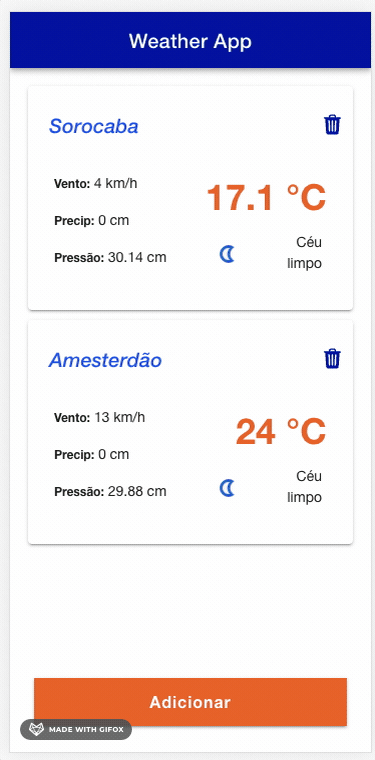 Weather App
Sorocaba
Vento: 4 km/h
17.1 °C
Precip: 0 cm
Céu
limpo
Pressão: 30.14 cm
Amesterdão
Vento: 13 km/h
24 °C
Precip: 0 cm
Céu
limpo
Pressão: 29.88 cm
Adicionar
MADE WITH GIFOX